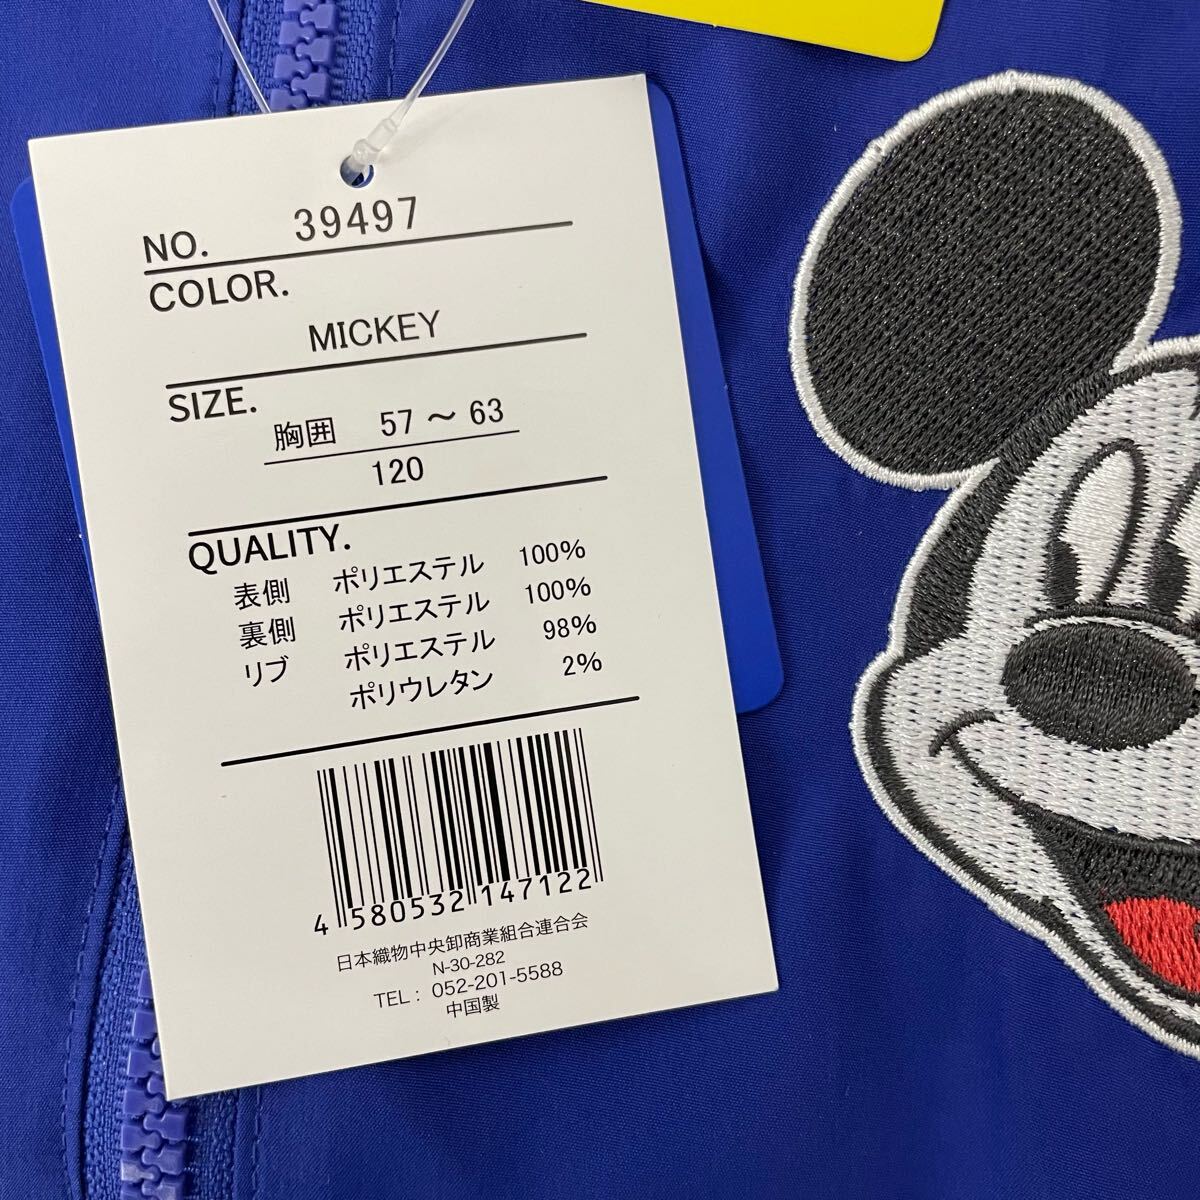 NO. 39497
COLOR.
MICKEY
SIZE.
胸囲 57 ～ 63
120
QUALITY.
表側 ポリエステル 100%
裏側 ポリエステル 100%
リブ ポリエステル 98%
ポリウレタン 2%
4 580532 147122
日本織物中央卸商業組合連合会
N-30-282
TEL : 052-201-5588
中国製